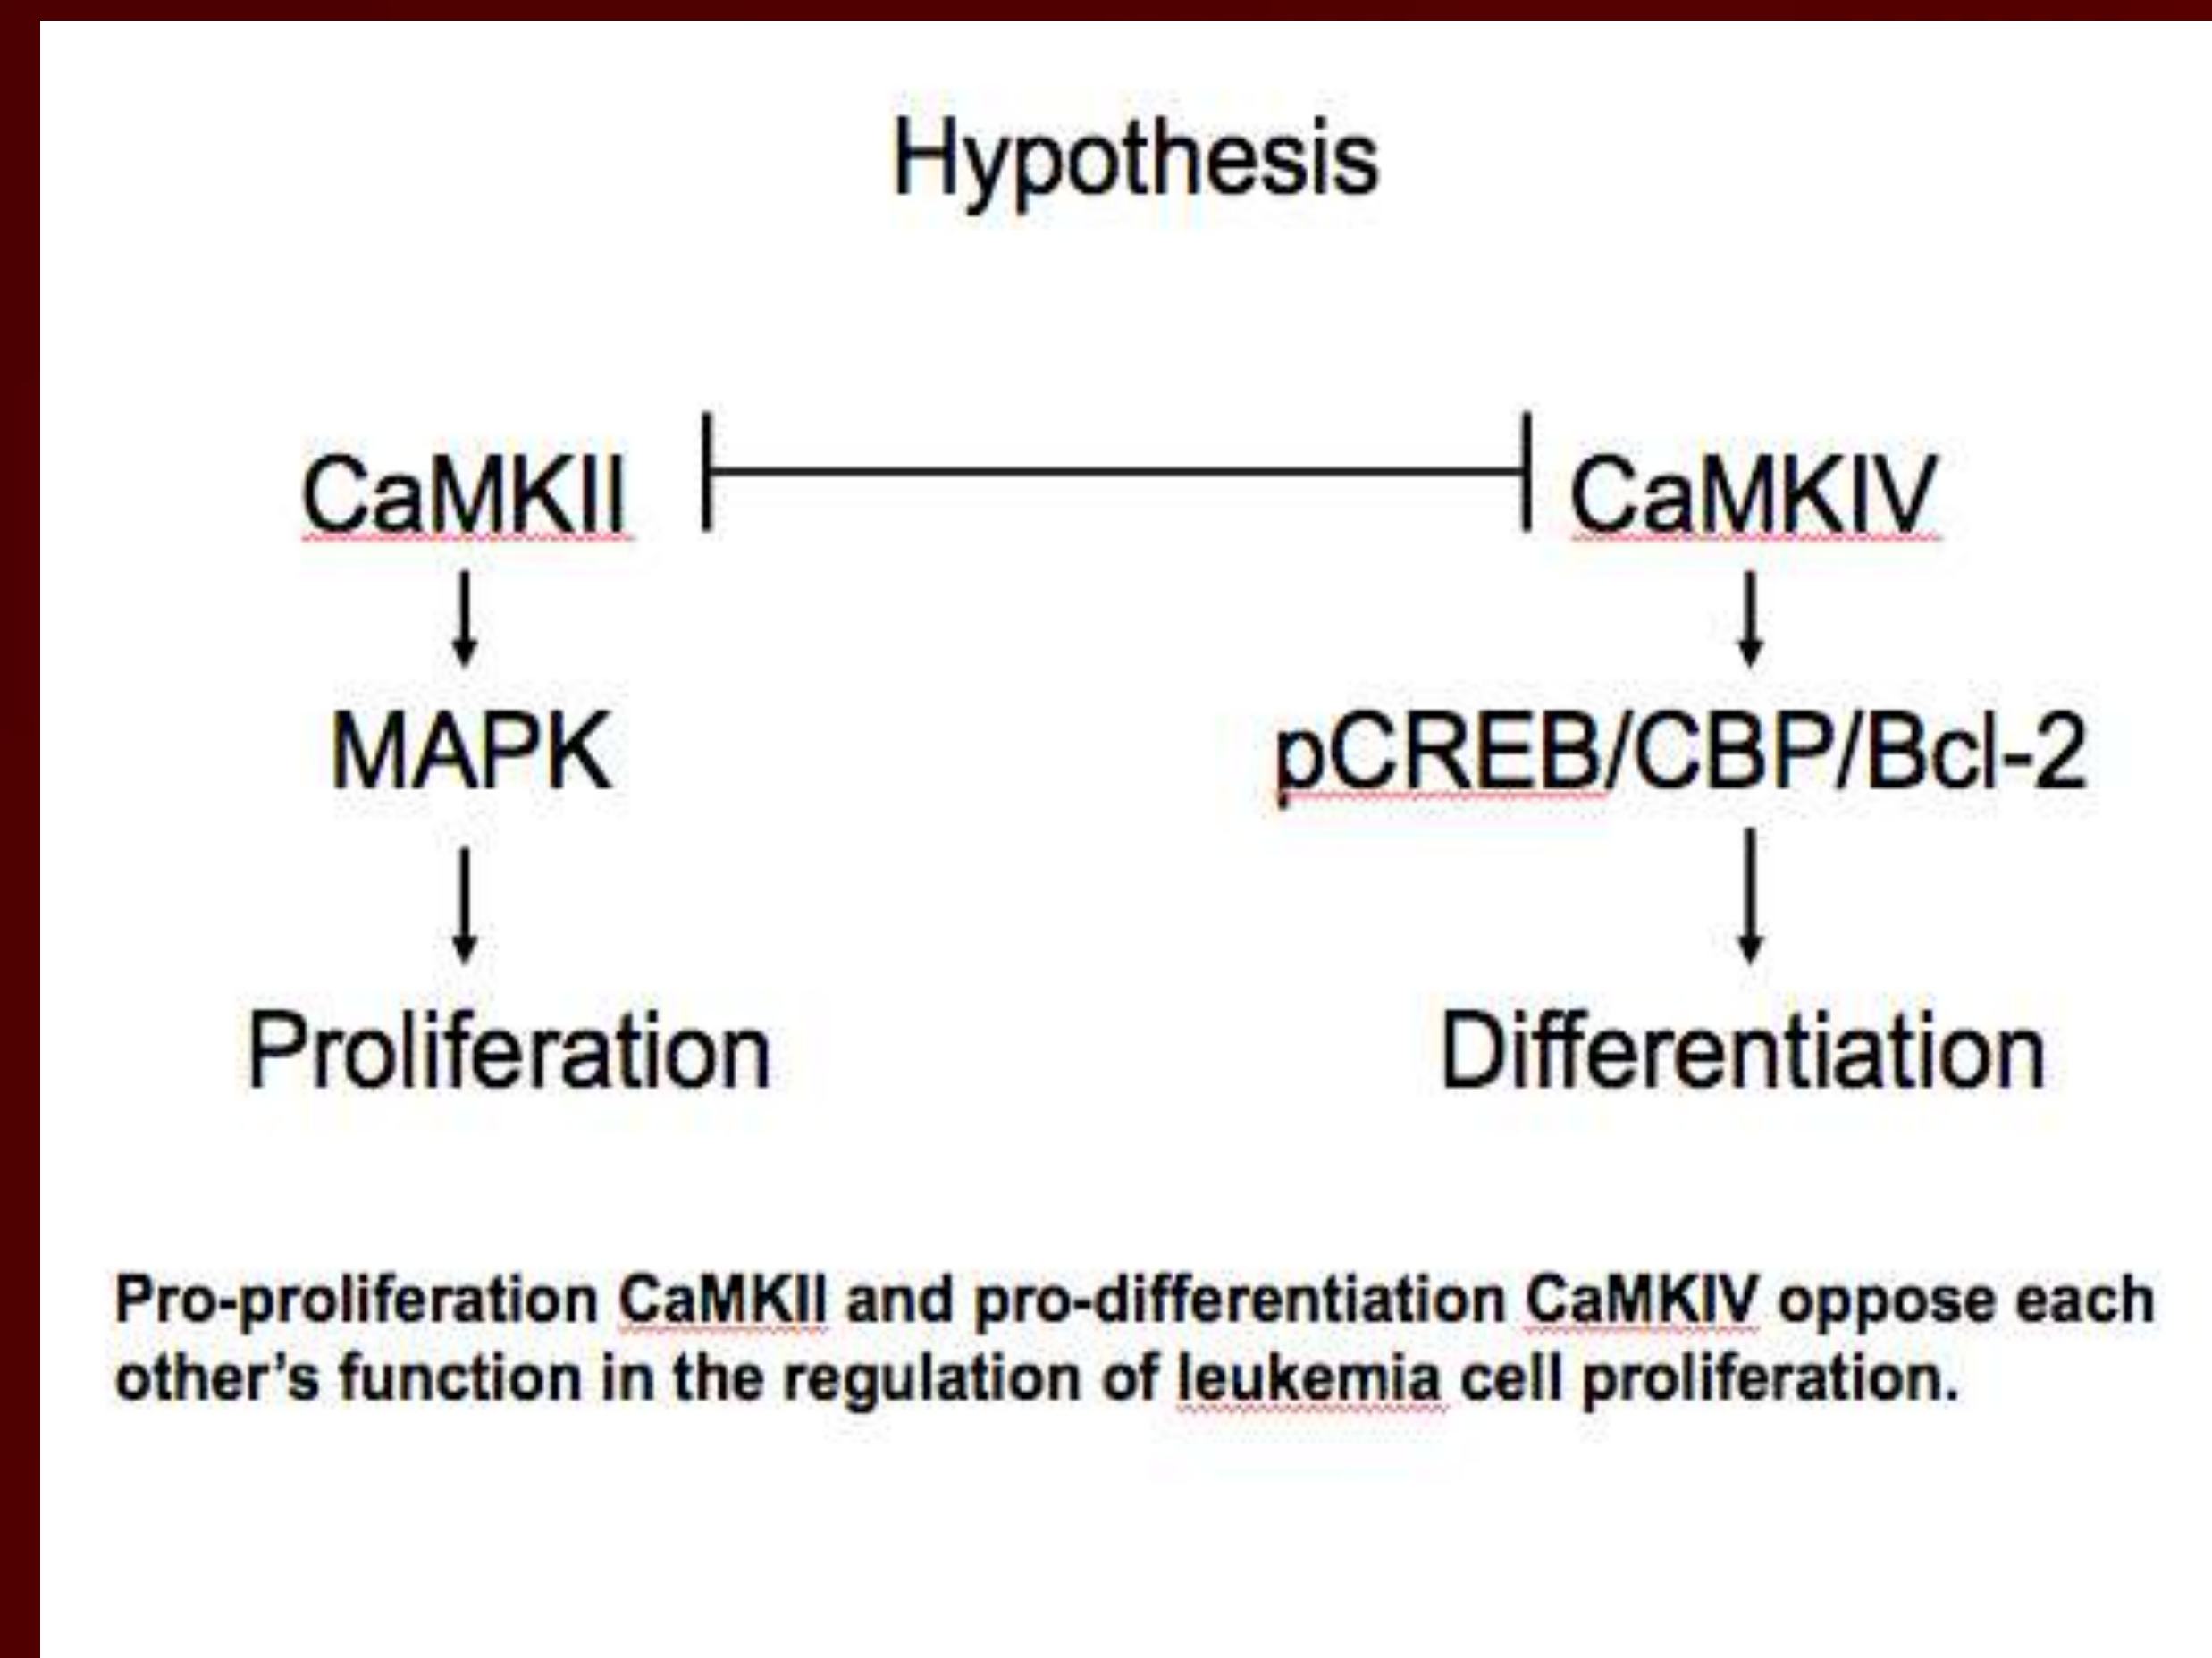 Hypothesis
CaMKII
CaMKIV
MAPK
pCREB/CBP/Bcl-2
Proliferation
Differentiation
Pro-proliferation CaMKII and pro-differentiation CaMKIV oppose each
other’s function in the regulation of leukemia cell proliferation.